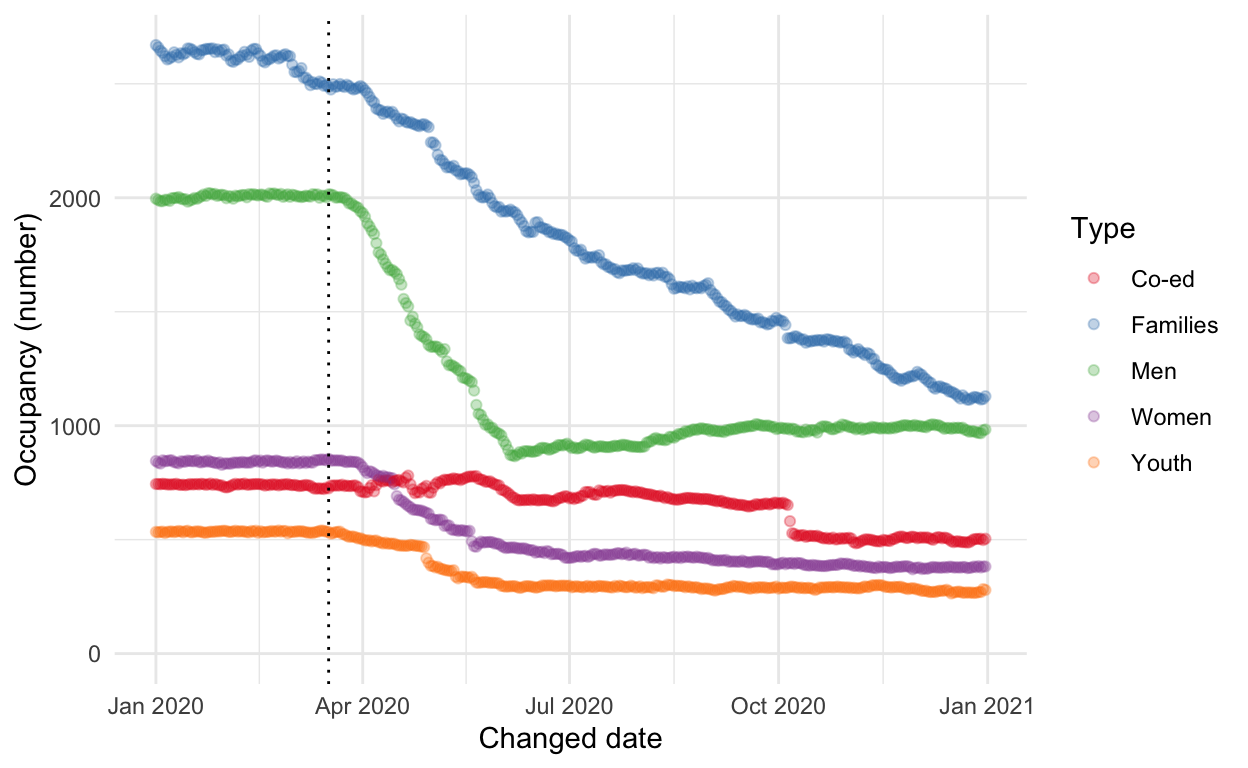 Occupancy (number)
2000
1000
0
Jan 2020
Apr 2020
Jul 2020
Oct 2020
Jan 2021
Changed date
Type
Co-ed
Families
Men
Women
Youth